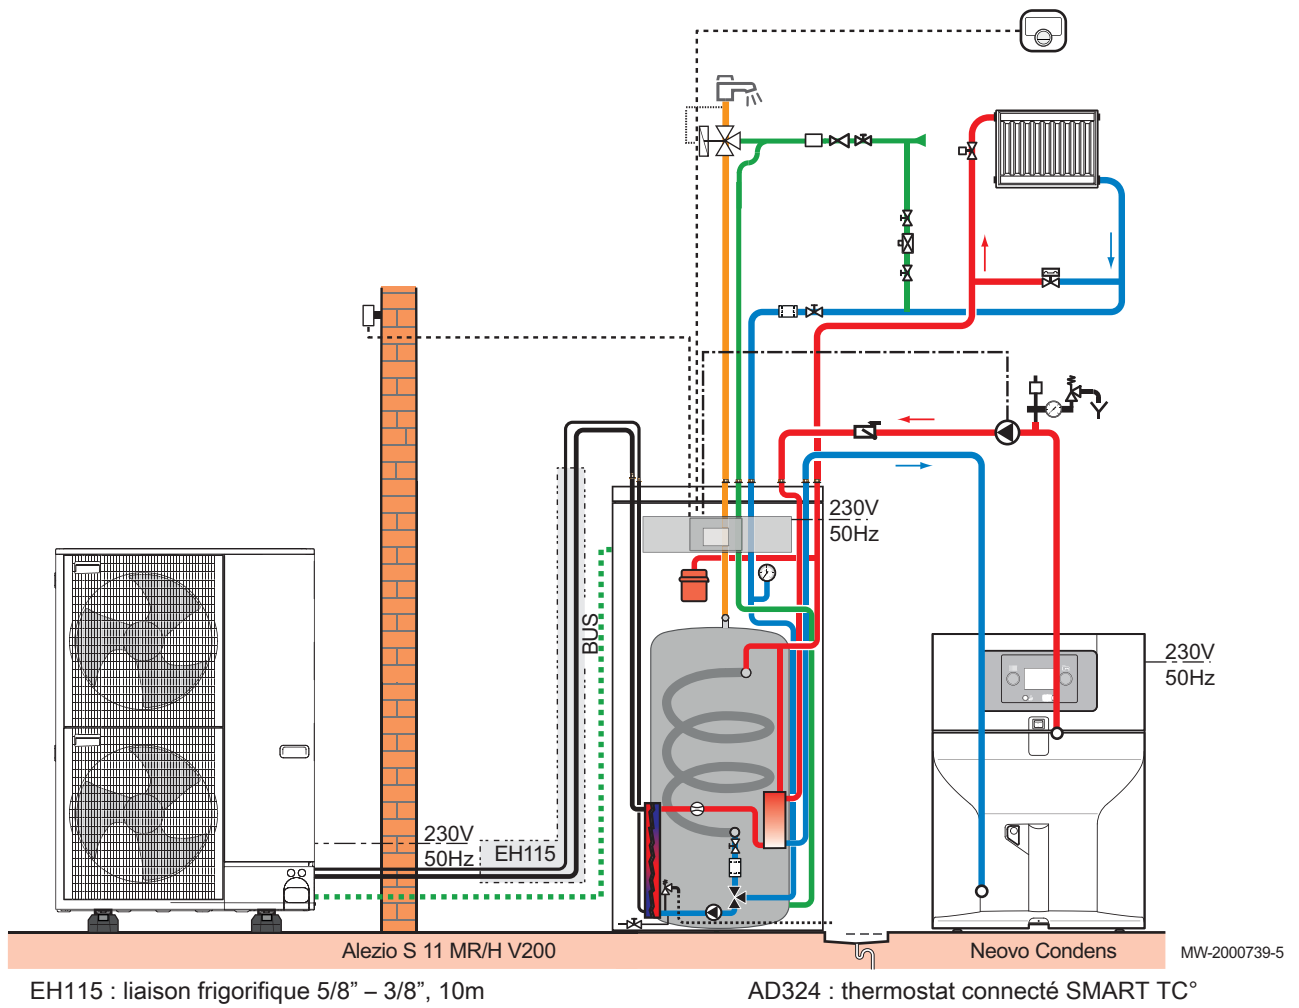 230V
50Hz
BUS
230V
50Hz
230V
50Hz
EH115
Alezio S 11 MR/H V200
Neovo Condens
MW-2000739-5
EH115 : liaison frigorifique 5/8” – 3/8”, 10m
AD324 : thermostat connecté SMART TC°